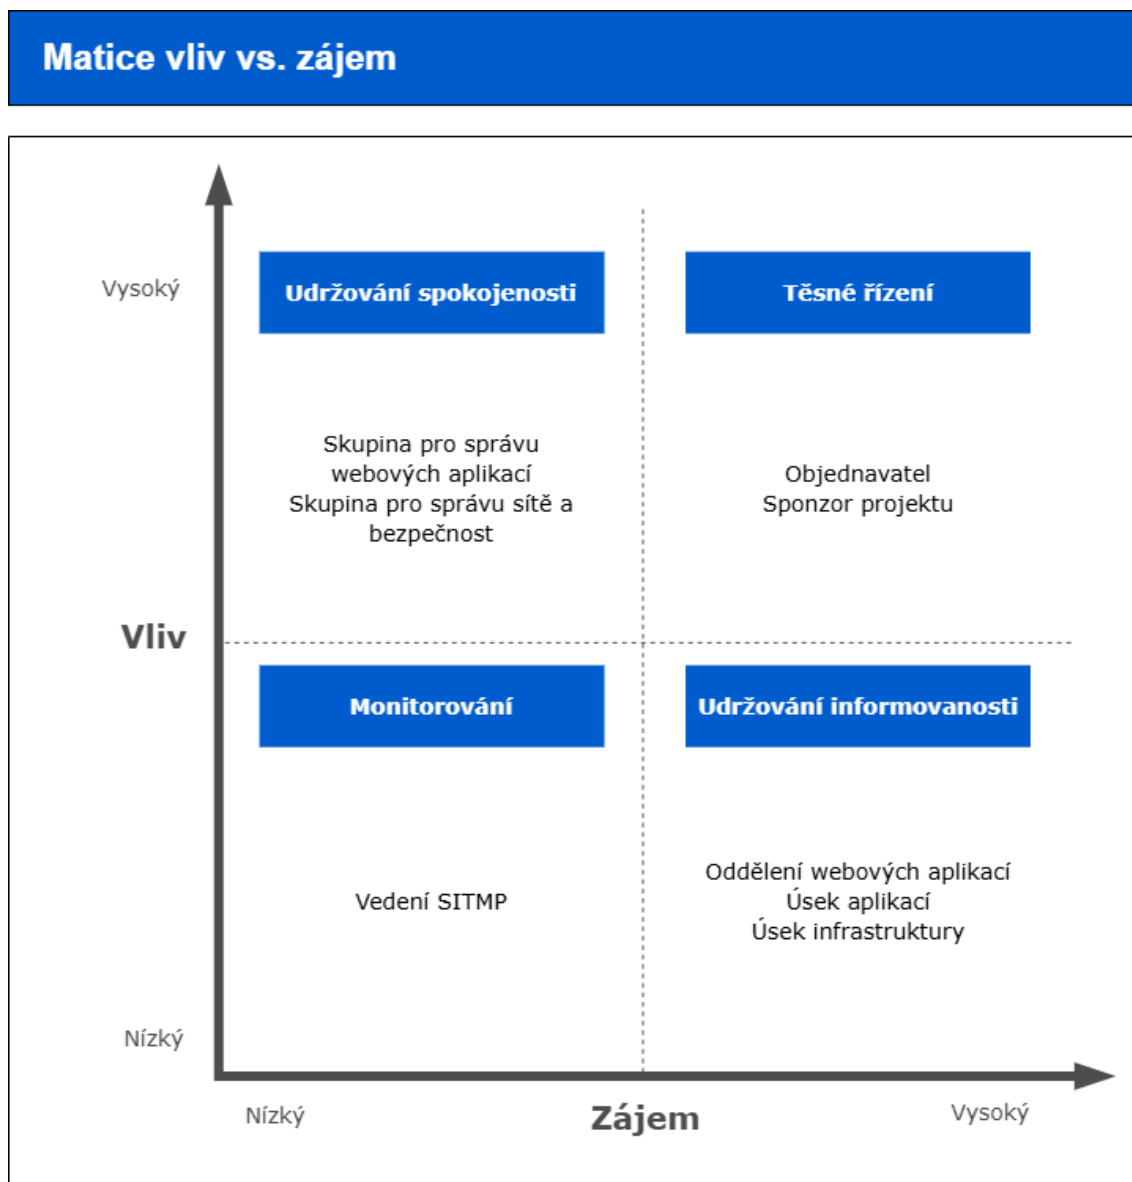 Matice vliv vs. zájem
Vysoký
Udržování spokojenosti
Těsné řízení
Skupina pro správu
webových aplikací
Skupina pro správu sítě a
bezpečnost
Objednavatel
Sponzor projektu
Vliv
Monitorování
Udržování informovanosti
Vedení SITMP
Oddělení webových aplikací
Úsek aplikací
Úsek infrastruktury
Nízký
Nízký
Zájem
Vysoký